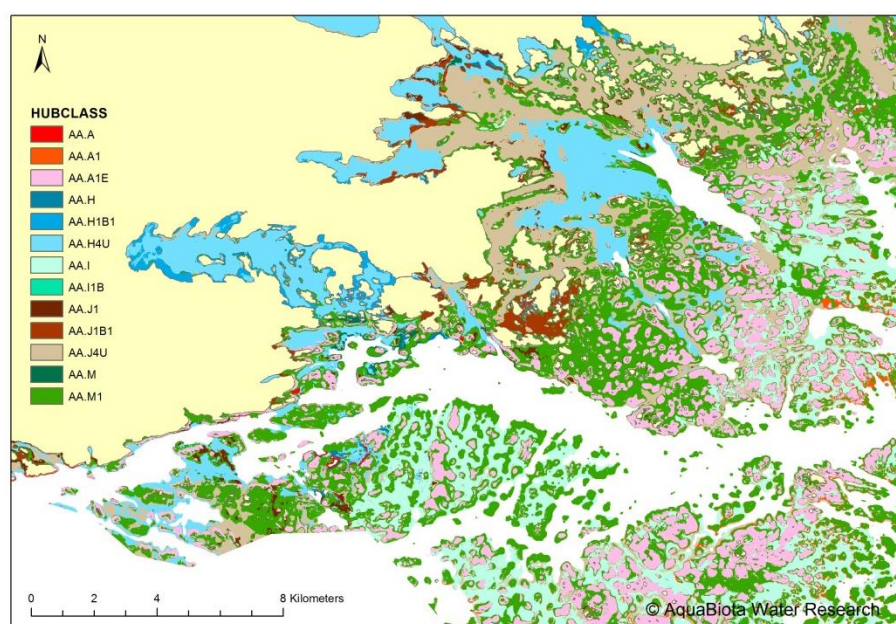 N
HUBCLASS
AA.A
AA.A1
AA.A1E
AA.H
AA.H1B1
AA.H4U
AA.I
AA.I1B
AA.J1
AA.J1B1
AA.J4U
AA.M
AA.M1
0 2 4 8 Kilometers
© AquaBiota Water Research